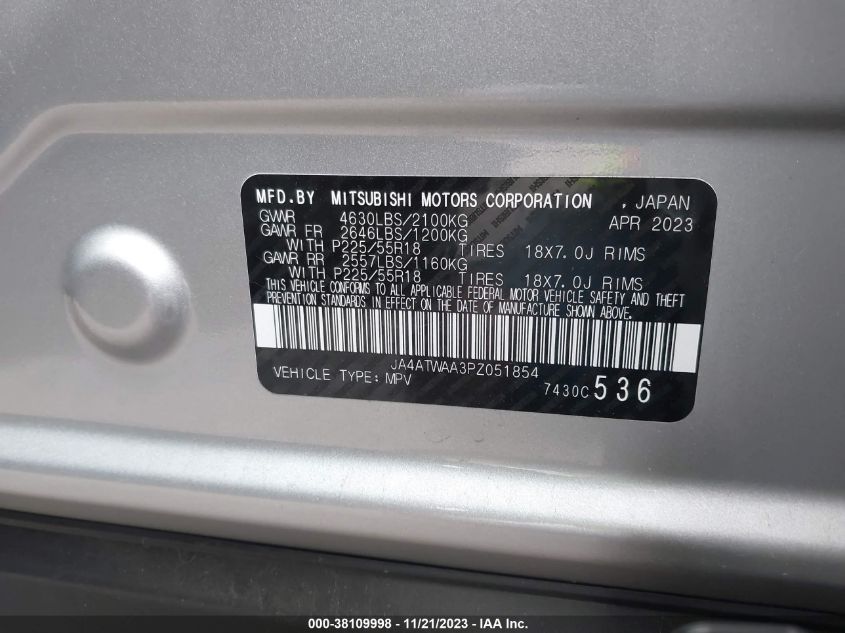 MFD.BY MITSUBISHI MOTORS CORPORATION , JAPAN
GVWR 4630LBS/2100KG APR 2023
GAWR FR 2646LBS/1200KG
WITH P225/55R18 TIRES 18X7.0J RIMS
GAWR RR 2557LBS/1160KG
WITH P225/55R18 TIRES 18X7.0J RIMS
THIS VEHICLE CONFORMS TO ALL APPLICABLE FEDERAL MOTOR VEHICLE SAFETY AND THEFT
PREVENTION STANDARDS IN EFFECT ON THE DATE OF MANUFACTURE SHOWN ABOVE.
JA4ATWAA3PZ051854
VEHICLE TYPE: MPV 7430C 536
000-38109998 - 11/21/2023 - IAA Inc.